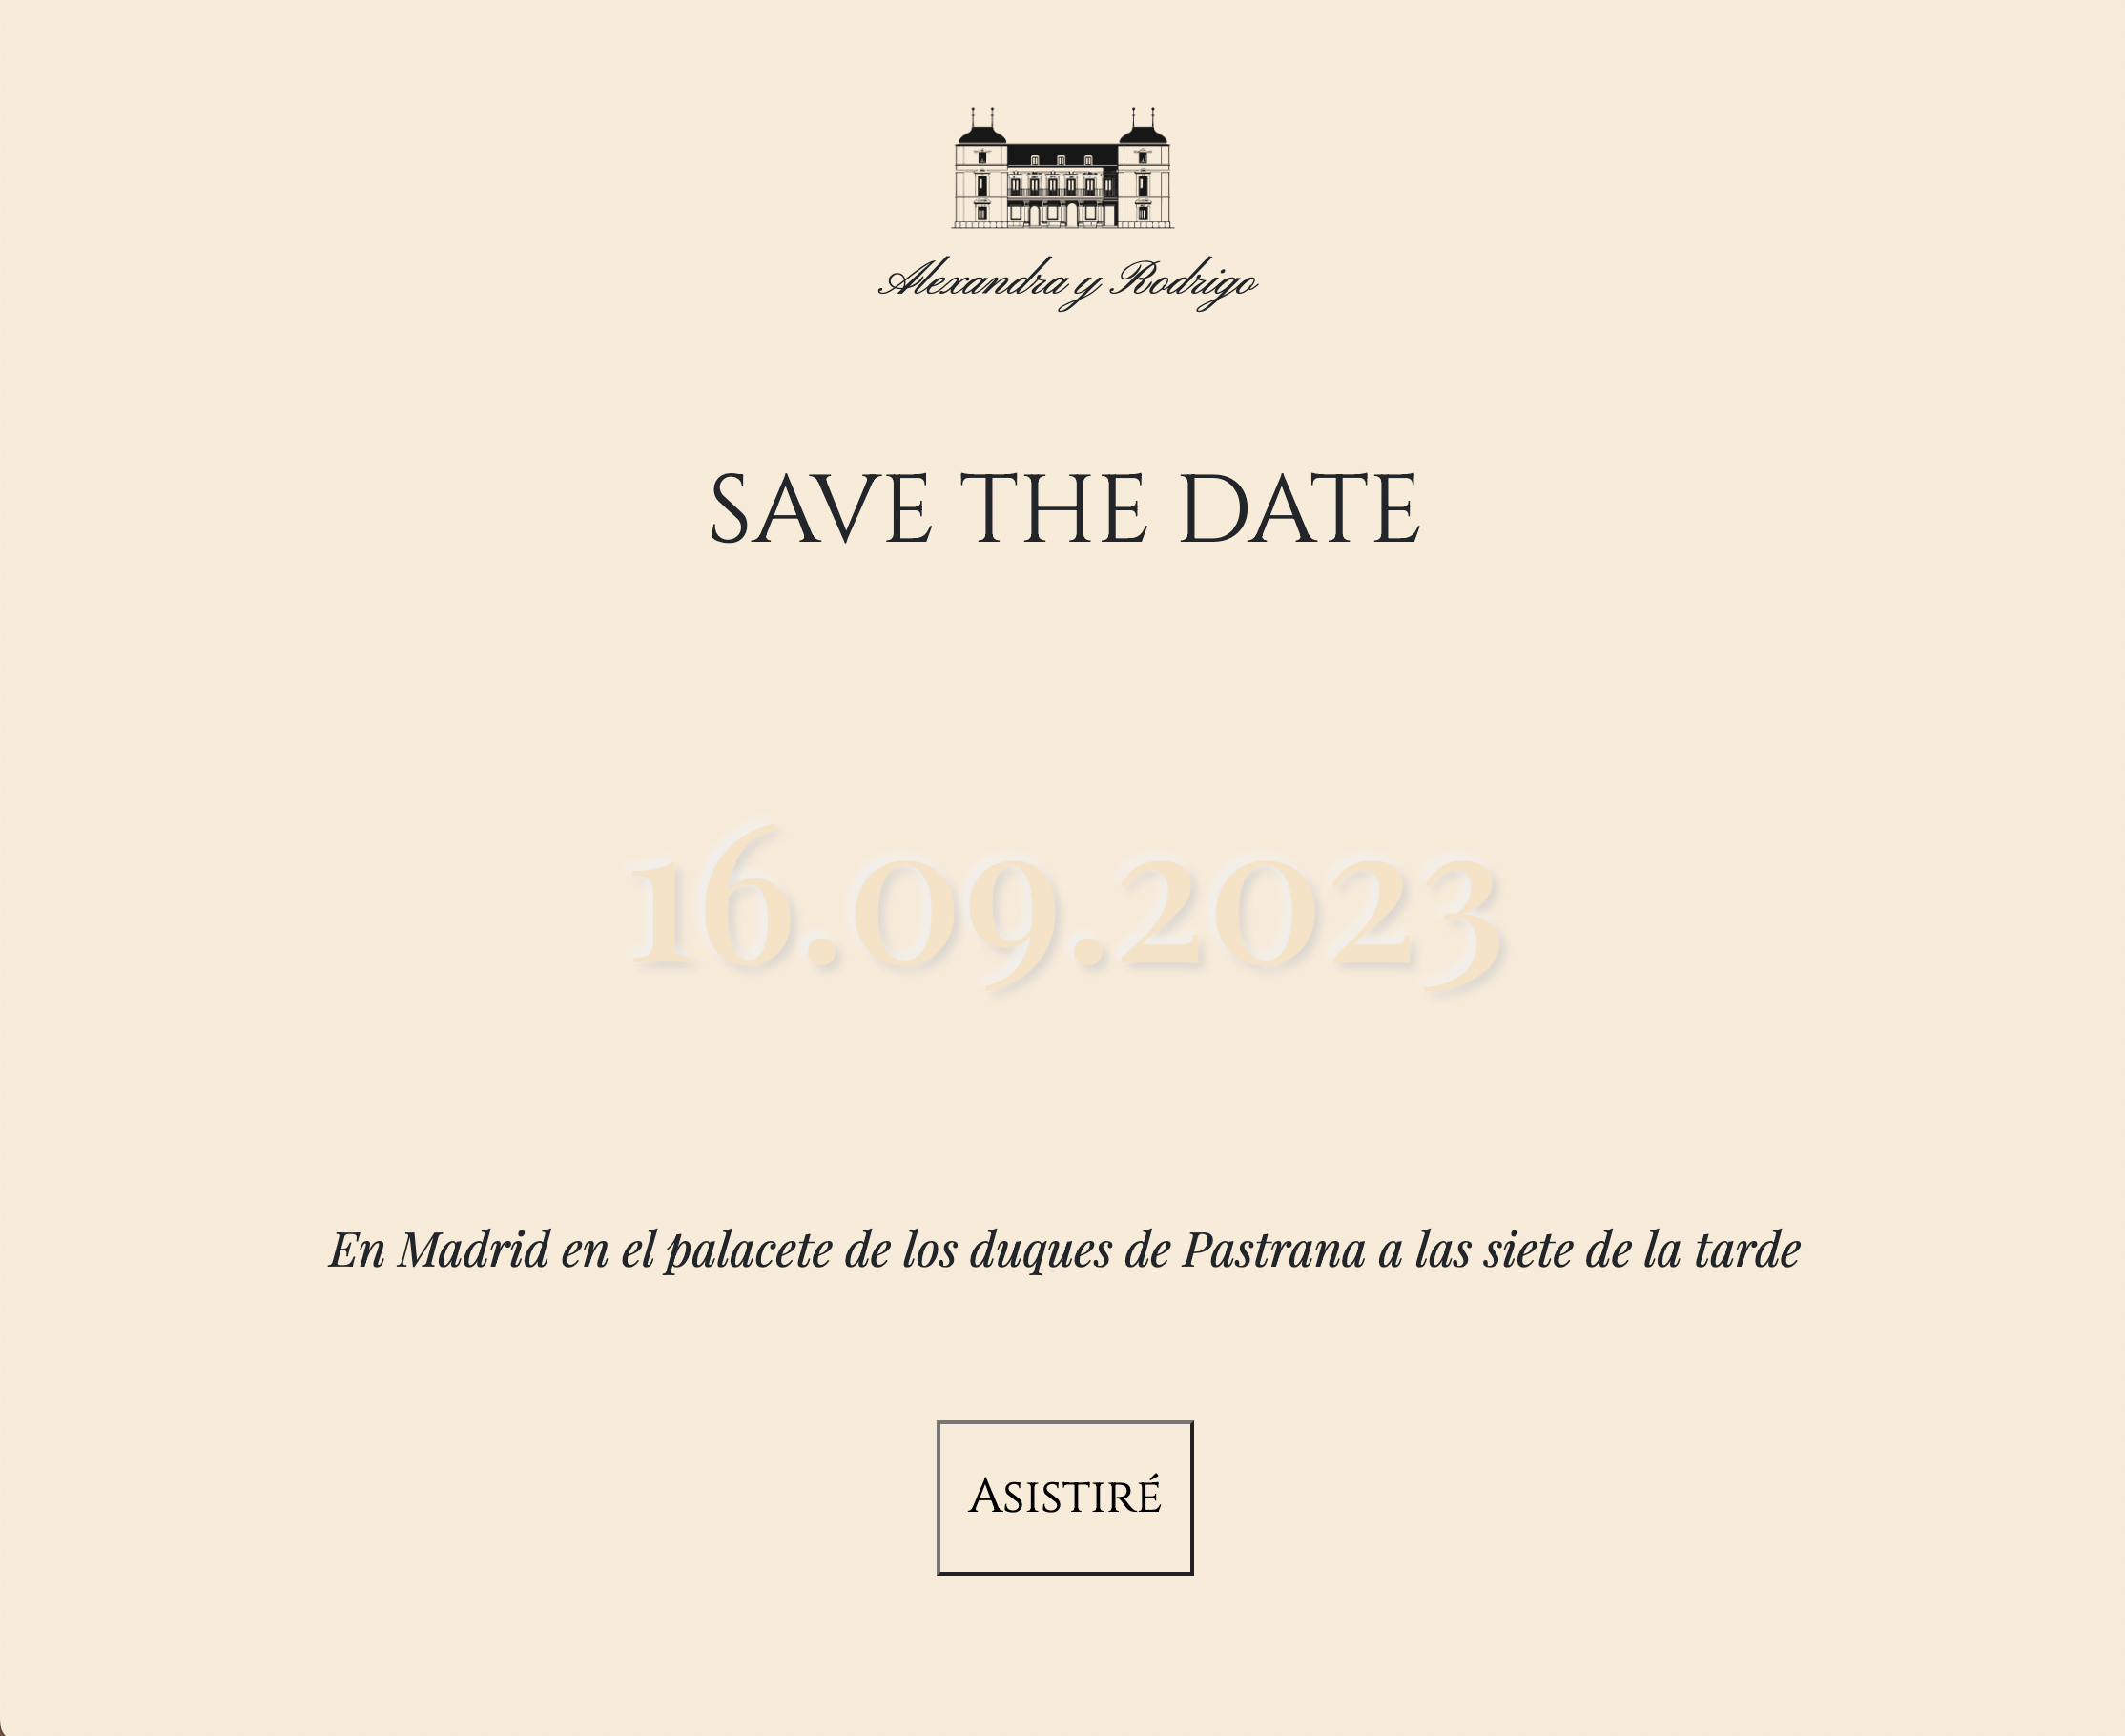 Alexandra y Rodrigo
SAVE THE DATE
16.09.2023
En Madrid en el palacete de los duques de Pastrana a las siete de la tarde
Asistiré